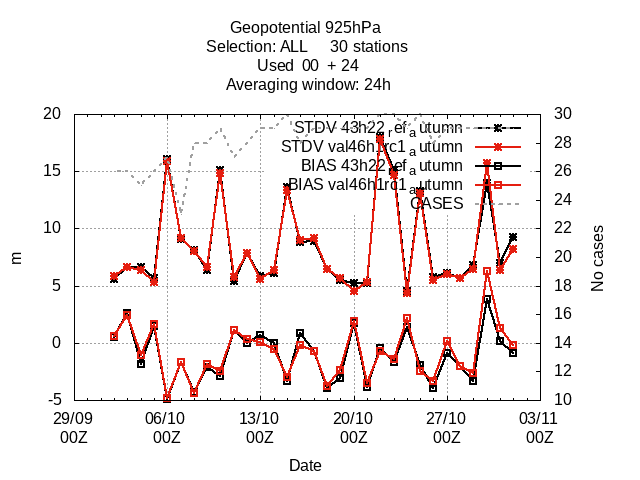 Geopotential 925hPa
Selection: ALL 30 stations
Used 00 + 24
Averaging window: 24h
20 30
STDV 43h22_ref_autumn
28
STDV val46h1rc1_autumn
15 BIAS 43h22_ref_autumn 26
BIAS val46h1rc1_autumn
24
CASES
10 22
m
No cases
20
5 18
16
0 14
12
-5 10
29/09 06/10 13/10 20/10 27/10 03/11
00Z 00Z 00Z 00Z 00Z 00Z
Date